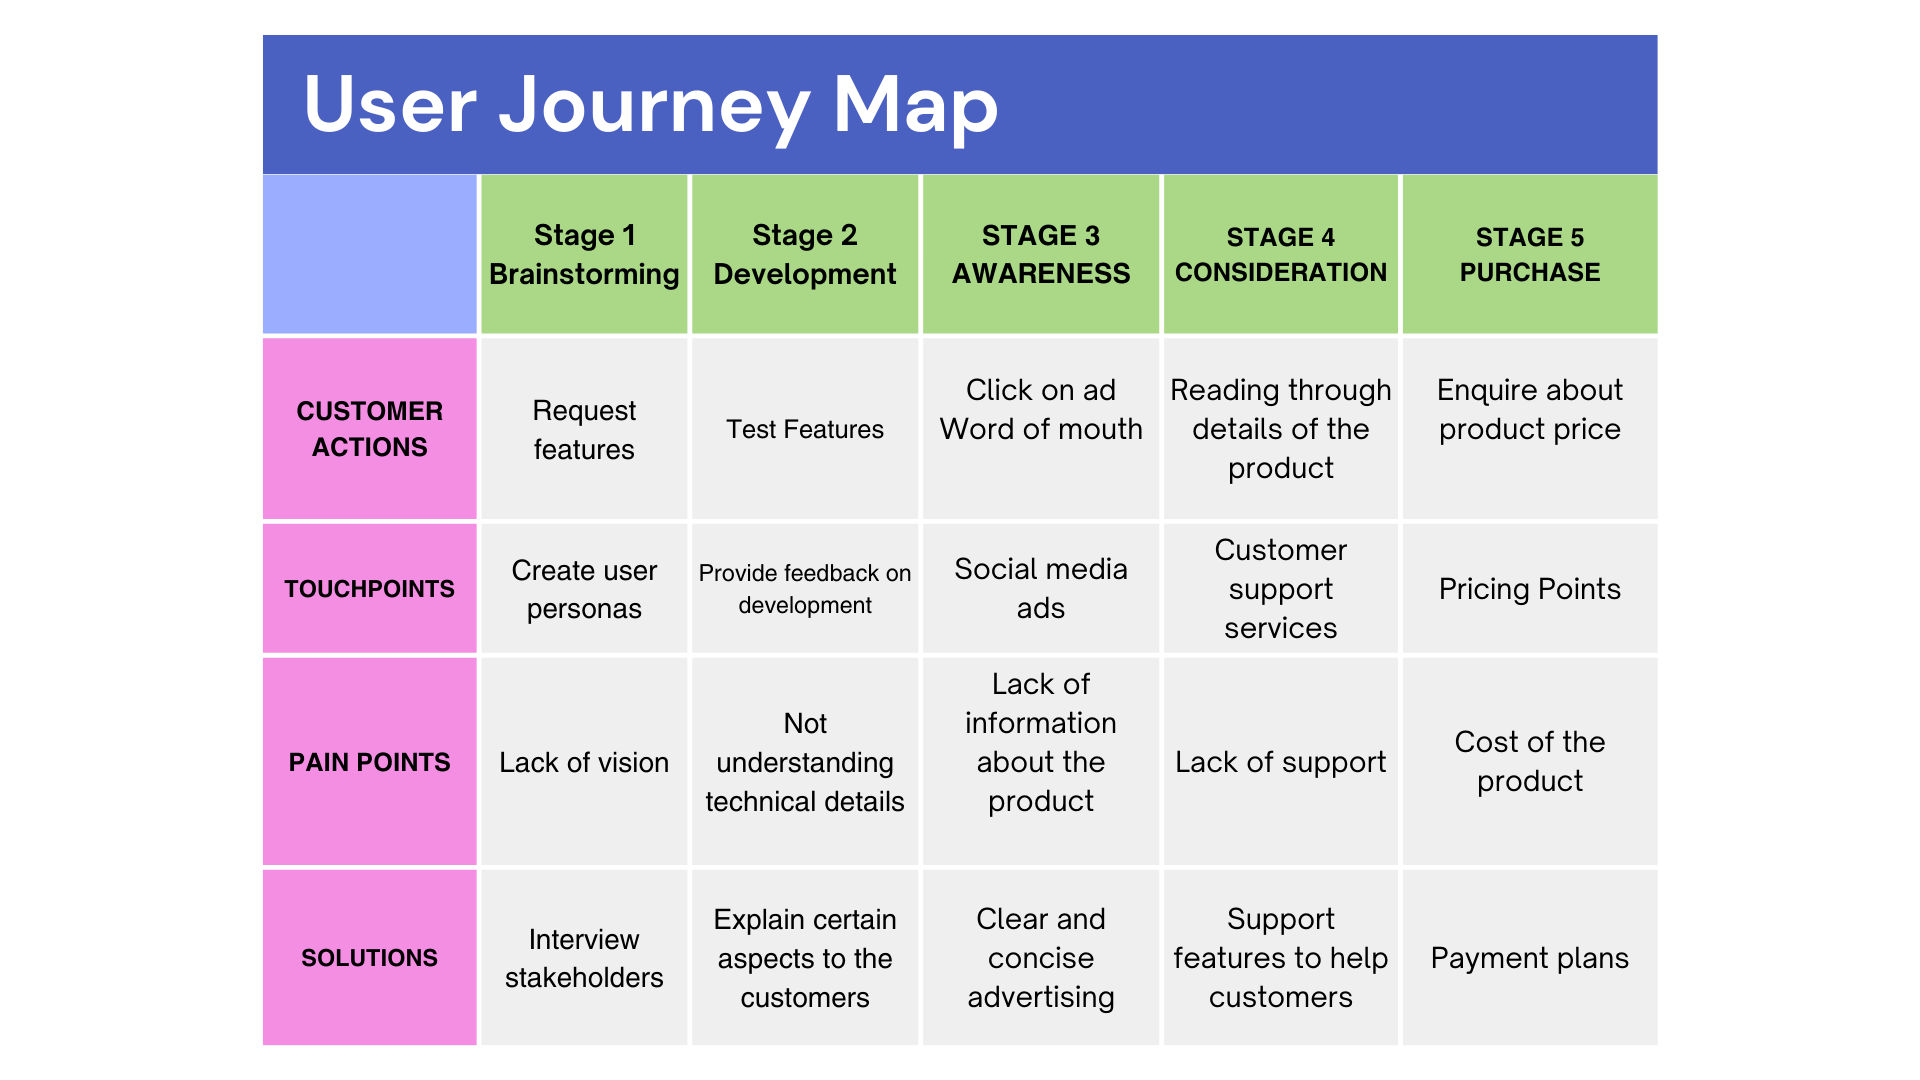 User Journey Map
Stage 1
Brainstorming
Stage 2
Development
STAGE 3
AWARENESS
STAGE 4
CONSIDERATION
STAGE 5
PURCHASE
CUSTOMER
ACTIONS
Request
features
Test Features
Click on ad
Word of mouth
Reading through
details of the
product
Enquire about
product price
TOUCHPOINTS
Create user
personas
Provide feedback on
development
Social media
ads
Customer
support
services
Pricing Points
PAIN POINTS
Lack of vision
Not
understanding
technical details
Lack of
information
about the
product
Lack of support
Cost of the
product
SOLUTIONS
Interview
stakeholders
Explain certain
aspects to the
customers
Clear and
concise
advertising
Support
features to help
customers
Payment plans